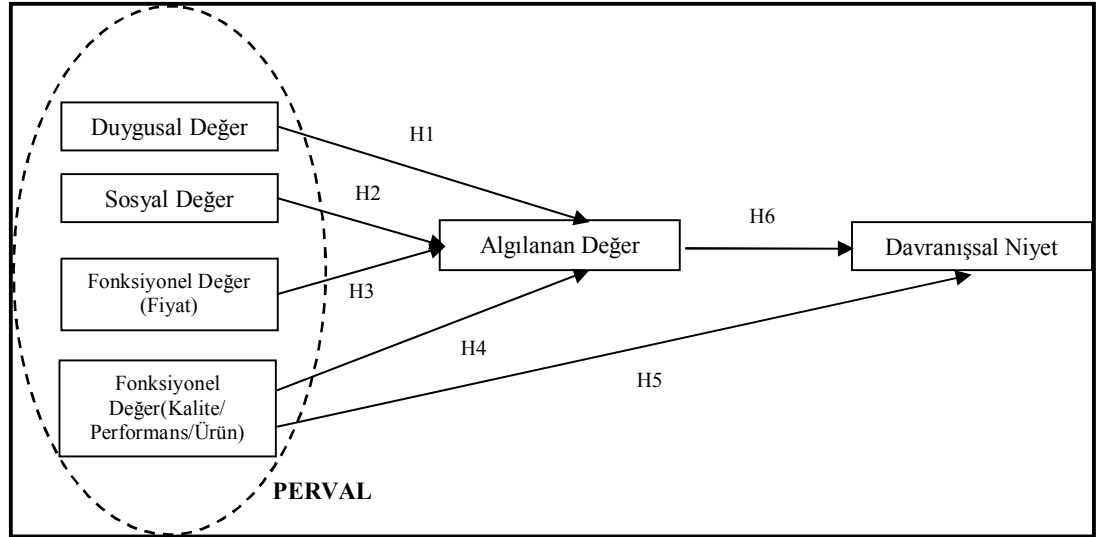 Duygusal Değer
H1
Sosyal Değer
H2
Algılanan Değer
H6
Davranışsal Niyet
Fonksiyonel Değer
(Fiyat)
H3
H4
Fonksiyonel
Değer(Kalite/
Performans/Ürün)
H5
PERVAL